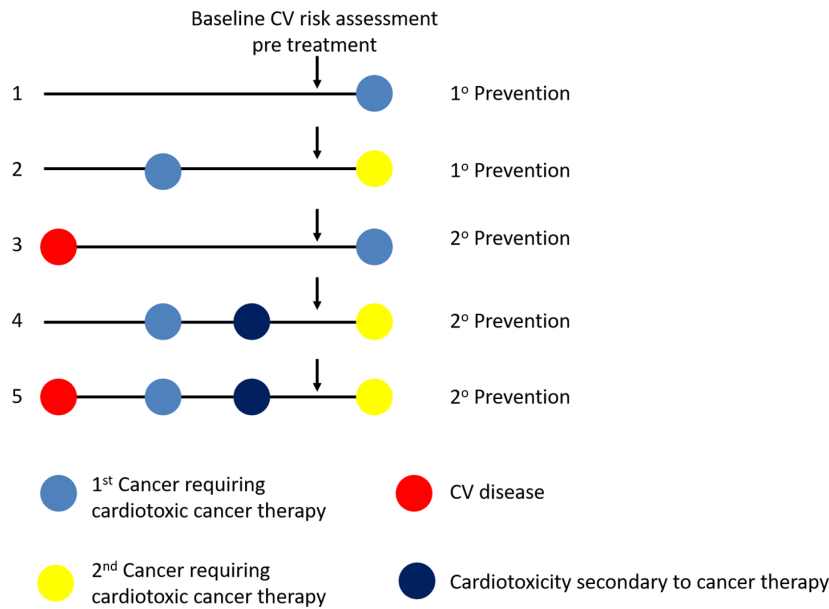 Baseline CV risk assessment
pre treatment
1
1º Prevention
2
1º Prevention
3
2º Prevention
4
2º Prevention
5
2º Prevention
1st Cancer requiring
cardiotoxic cancer therapy
CV disease
2nd Cancer requiring
cardiotoxic cancer therapy
Cardiotoxicity secondary to cancer therapy